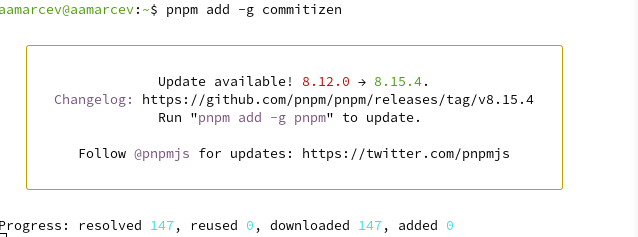 aamarcev@aamarcev:~$ pnpm add -g commitizen
Update available! 8.12.0 → 8.15.4.
Changelog: https://github.com/pnpm/pnpm/releases/tag/v8.15.4
Run "pnpm add -g pnpm" to update.
Follow @pnpmjs for updates: https://twitter.com/pnpmjs
Progress: resolved 147, reused 0, downloaded 147, added 0